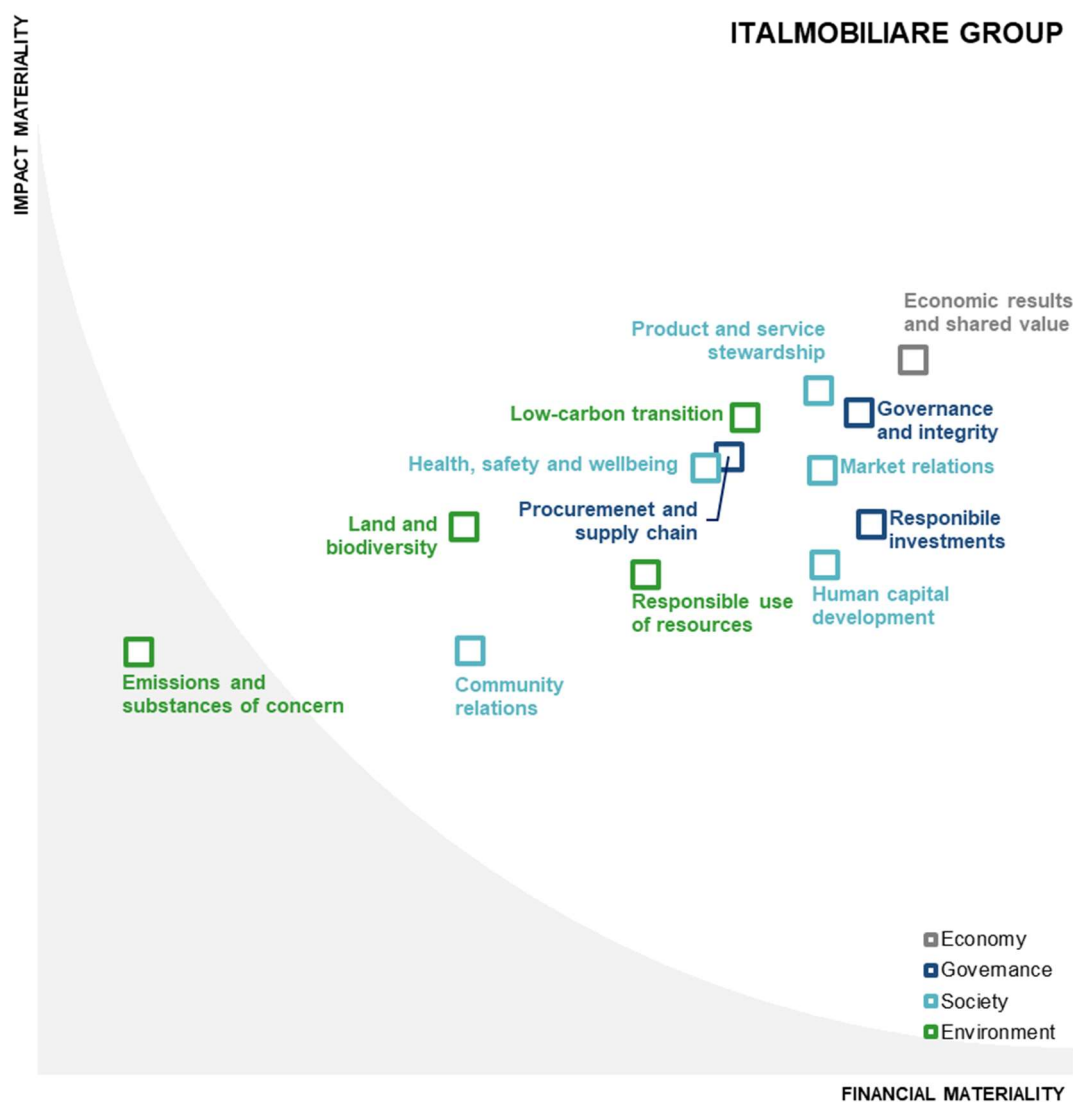 ITALMOBILIARE GROUP
IMPACT MATERIALITY
Economic results
and shared value
Product and service
stewardship
Low-carbon transition
Governance
and integrity
Health, safety and wellbeing
Market relations
Procuremenet and
supply chain
Land and
biodiversity
Responibile
investments
Responsible use
of resources
Human capital
development
Emissions and
substances of concern
Community
relations
Economy
Governance
Society
Environment
FINANCIAL MATERIALITY